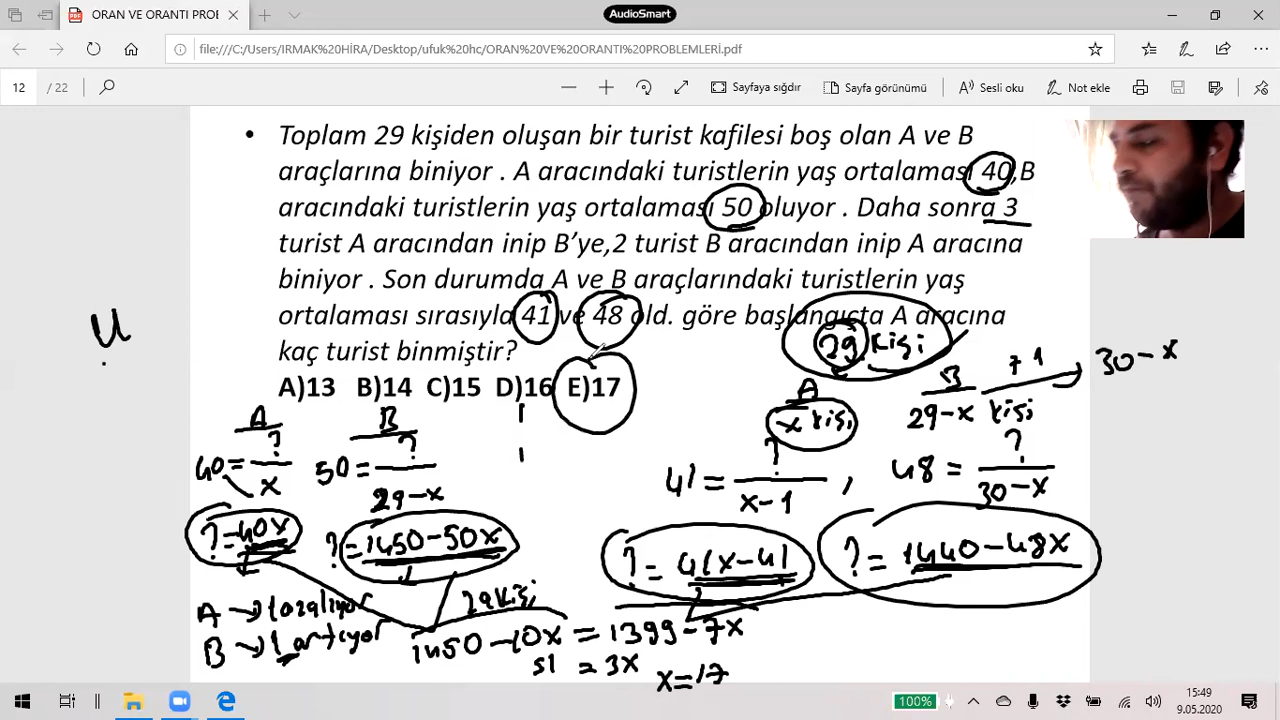 ORAN VE ORANTI PROBL
AudioSmart
file:///C:/Users/IRMAK%20HİRA/Desktop/ufuk%20hc/ORAN%20VE%20ORANTI%20PROBLEMLERİ.pdf
12 / 22
Sayfaya sığdır
Sayfa görünümü
Sesli oku
Not ekle
• Toplam 29 kişiden oluşan bir turist kafilesi boş olan A ve B
araçlarına biniyor . A aracındaki turistlerin yaş ortalaması 40,B
aracındaki turistlerin yaş ortalaması 50 oluyor . Daha sonra 3
turist A aracından inip B’ye,2 turist B aracından inip A aracına
biniyor . Son durumda A ve B araçlarındaki turistlerin yaş
ortalaması sırasıyla 41 ve 48 old. göre başlangıçta A aracına
kaç turist binmiştir?
A)13 B)14 C)15 D)16 E)17
29 kişi
A
x kişi
B
29-x kişi
+1
30-x
A
40 = ?/x
B
50 = ?/29-x
41 = ?/x-1 , 48 = ?/30-x
? = 40x
? = 1450-50x
? = 41x-41
? = 1440-48x
A → 1 azalıyor
B → 1 artıyor
29 kişi
1450-10x = 1399-7x
51 = 3x
x=17
100%
15:49
9.05.2020